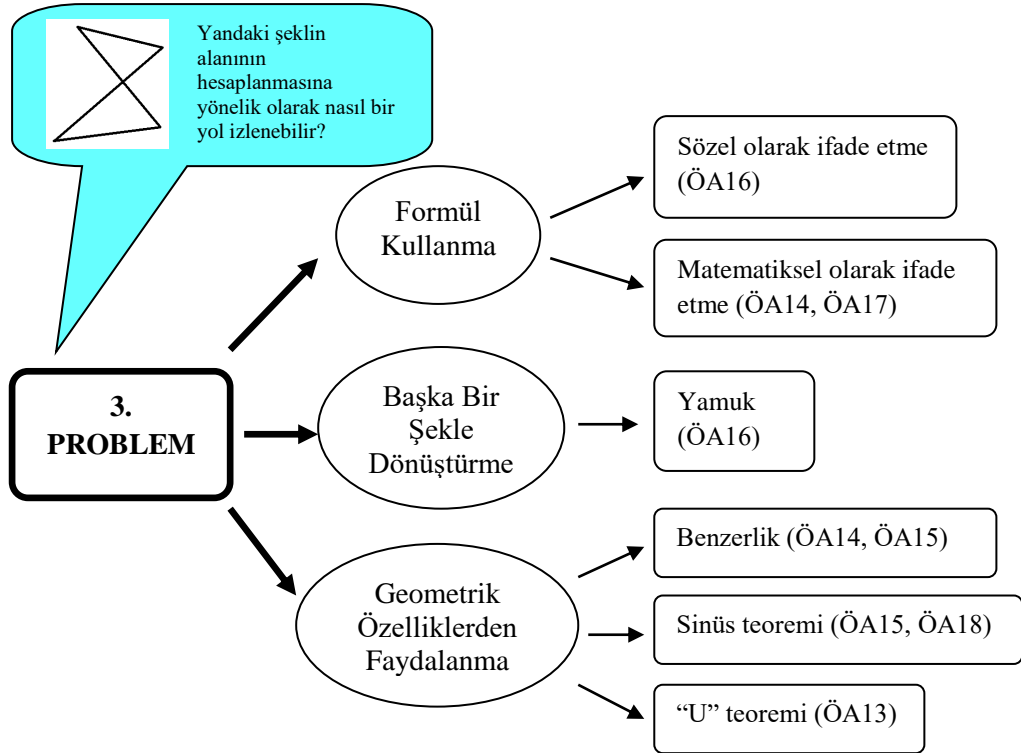 Yandaki şeklin
alanının
hesaplanmasına
yönelik olarak nasıl bir
yol izlenebilir?
3.
PROBLEM
Formül
Kullanma
Sözel olarak ifade etme
(ÖA16)
Matematiksel olarak ifade
etme (ÖA14, ÖA17)
Başka Bir
Şekle
Dönüştürme
Yamuk
(ÖA16)
Geometrik
Özelliklerden
Faydalanma
Benzerlik (ÖA14, ÖA15)
Sinüs teoremi (ÖA15, ÖA18)
“U” teoremi (ÖA13)